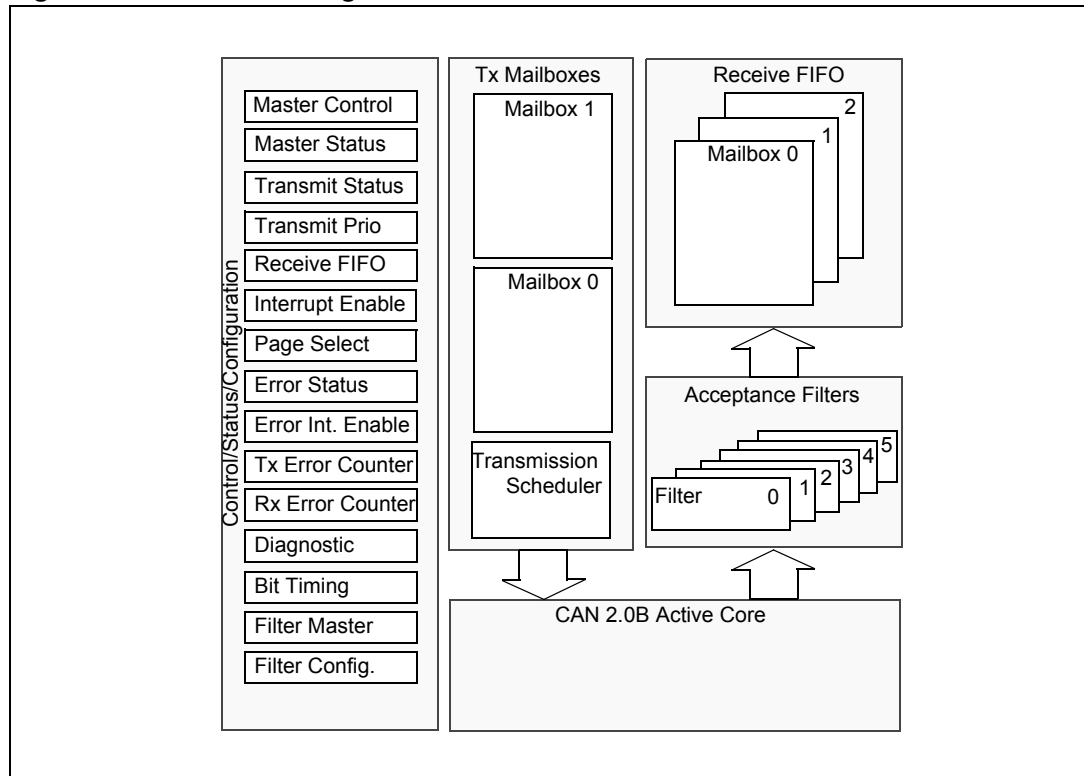 Control/Status/Configuration
Master Control
Master Status
Transmit Status
Transmit Prio
Receive FIFO
Interrupt Enable
Page Select
Error Status
Error Int. Enable
Tx Error Counter
Rx Error Counter
Diagnostic
Bit Timing
Filter Master
Filter Config.
Tx Mailboxes
Mailbox 1
Mailbox 0
Transmission
Scheduler
Receive FIFO
2
1
Mailbox 0
Acceptance Filters
5
4
3
2
1
Filter 0
CAN 2.0B Active Core